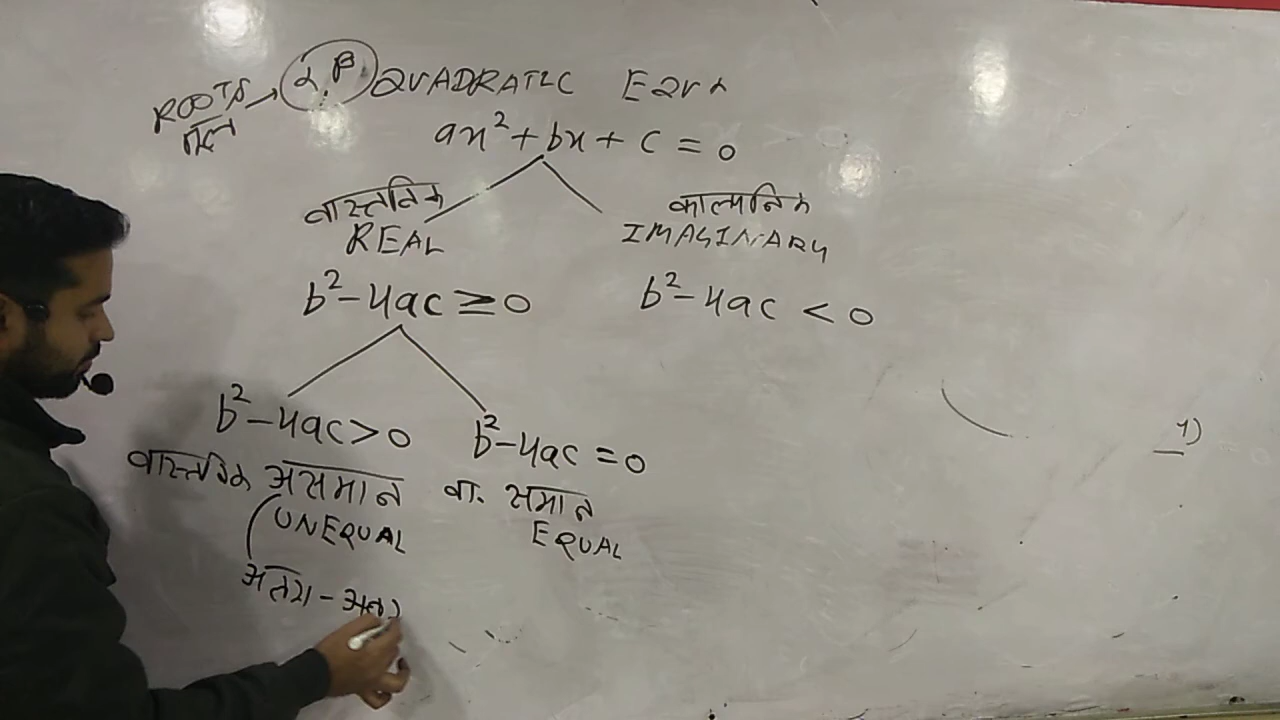 ROOTS → α, β QUADRATIC Eqn
मूल
ax²+bx+c=0
वास्तविक काल्पनिक
REAL IMAGINARY
b²-4ac≥0 b²-4ac<0
b²-4ac>0 b²-4ac=0
वास्तविक असमान वा. समान
UNEQUAL EQUAL
अलग-अलग
1)